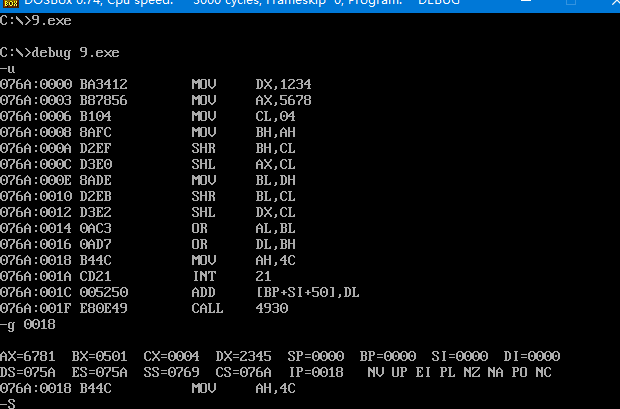 DOSBox 0.74, Cpu speed: 3000 cycles, Frameskip 0, Program: DEBUG
C:\>9.exe
C:\>debug 9.exe
-u
076A:0000 BA3412 MOV DX,1234
076A:0003 B87856 MOV AX,5678
076A:0006 B104 MOV CL,04
076A:0008 8AFC MOV BH,AH
076A:000A D2EF SHR BH,CL
076A:000C D3E0 SHL AX,CL
076A:000E 8ADE MOV BL,DH
076A:0010 D2EB SHR BL,CL
076A:0012 D3E2 SHL DX,CL
076A:0014 0AC3 OR AL,BL
076A:0016 0AD7 OR DL,BH
076A:0018 B44C MOV AH,4C
076A:001A CD21 INT 21
076A:001C 005250 ADD [BP+SI+50],DL
076A:001F E80E49 CALL 4930
-g 0018
AX=6781 BX=0501 CX=0004 DX=2345 SP=0000 BP=0000 SI=0000 DI=0000
DS=075A ES=075A SS=0769 CS=076A IP=0018 NV UP EI PL NZ NA PO NC
076A:0018 B44C MOV AH,4C
-S